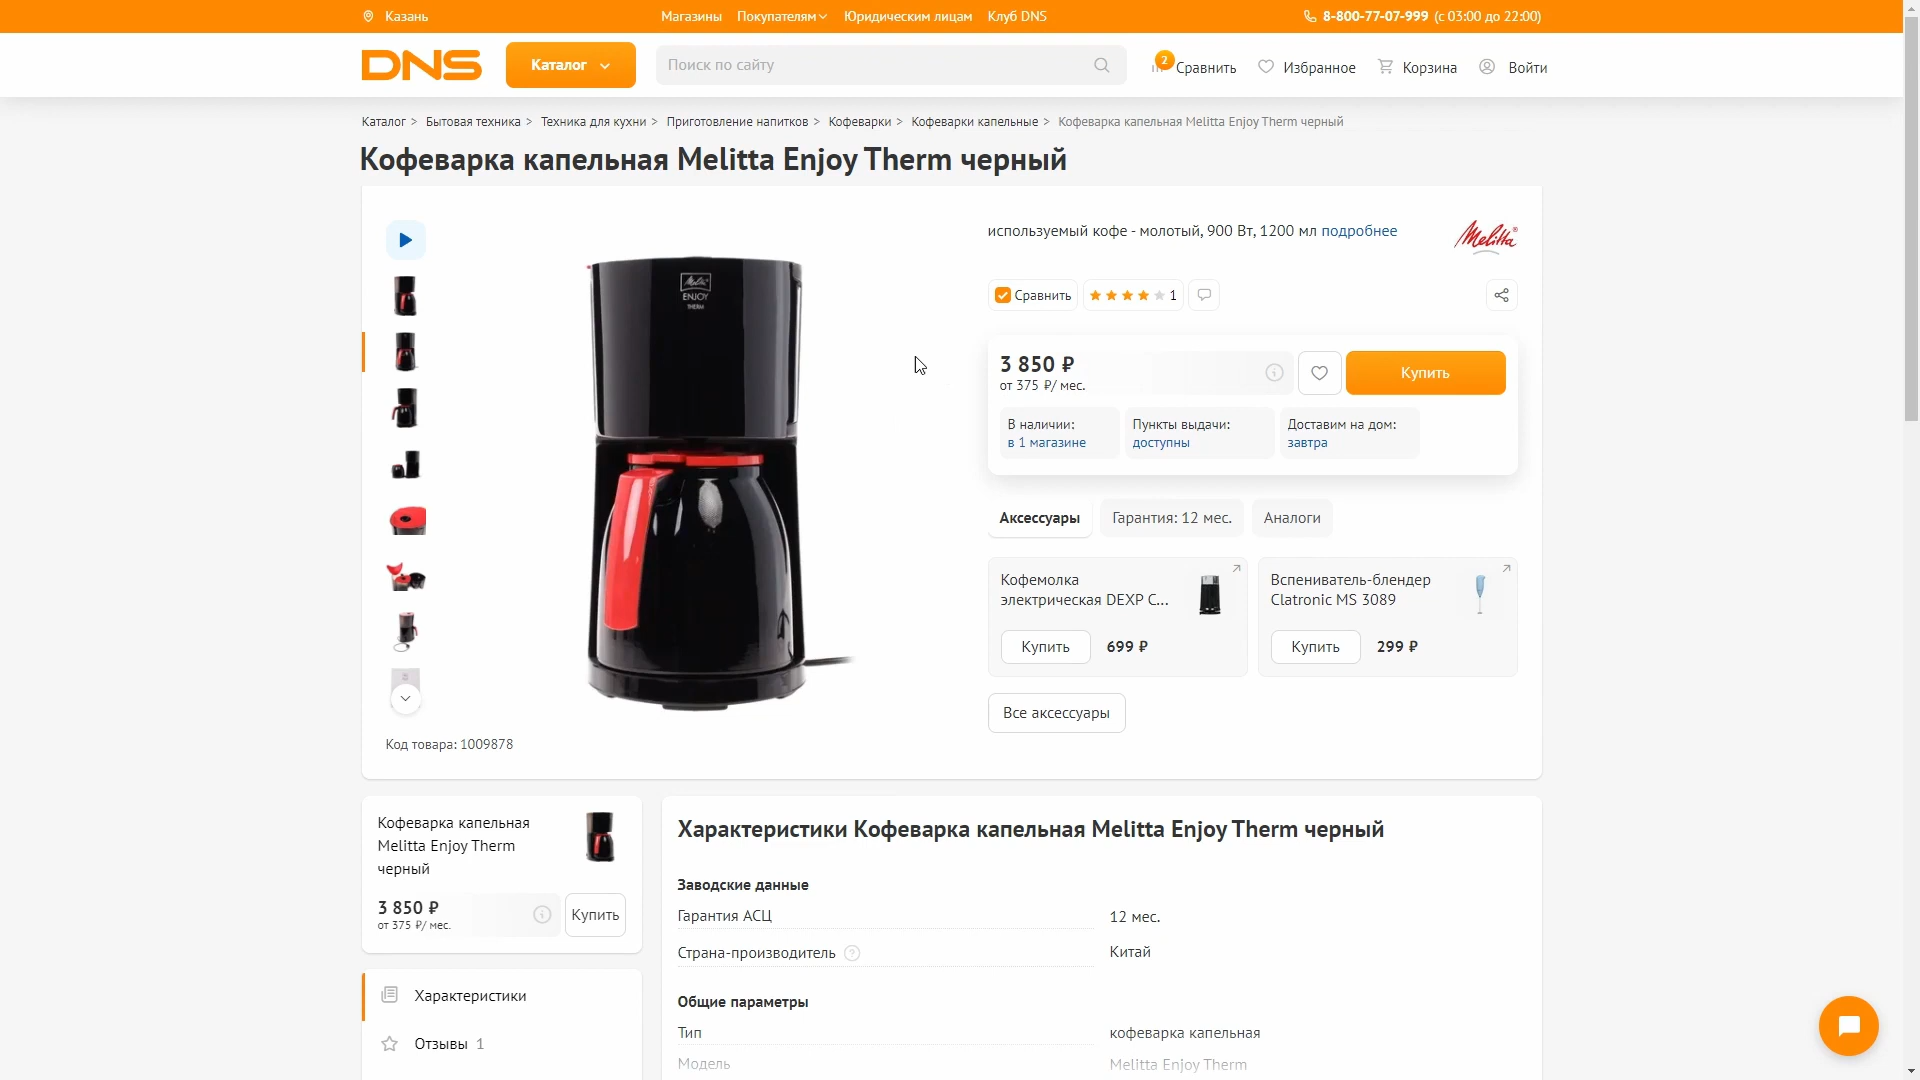 Казань
Магазины Покупателям Юридическим лицам Клуб DNS
8-800-77-07-999 (с 03:00 до 22:00)
DNS
Каталог
Поиск по сайту
2
Сравнить
Избранное
Корзина
Войти
Каталог > Бытовая техника > Техника для кухни > Приготовление напитков > Кофеварки > Кофеварки капельные > Кофеварка капельная Melitta Enjoy Therm черный
Кофеварка капельная Melitta Enjoy Therm черный
Melitta
ENJOY
THERM
Код товара: 1009878
используемый кофе - молотый, 900 Вт, 1200 мл подробнее
Melitta®
Сравнить
1
3 850 ₽
от 375 ₽/ мес.
Купить
В наличии:
в 1 магазине
Пункты выдачи:
доступны
Доставим на дом:
завтра
Аксессуары
Гарантия: 12 мес.
Аналоги
Кофемолка
электрическая DEXP C...
Купить
699 ₽
Вспениватель-блендер
Clatronic MS 3089
Купить
299 ₽
Все аксессуары
Кофеварка капельная
Melitta Enjoy Therm
черный
3 850 ₽
от 375 ₽/ мес.
Купить
Характеристики
Отзывы 1
Характеристики Кофеварка капельная Melitta Enjoy Therm черный
Заводские данные
Гарантия АСЦ
12 мес.
Страна-производитель
Китай
Общие параметры
Тип
кофеварка капельная
Модель
Melitta Enjoy Therm